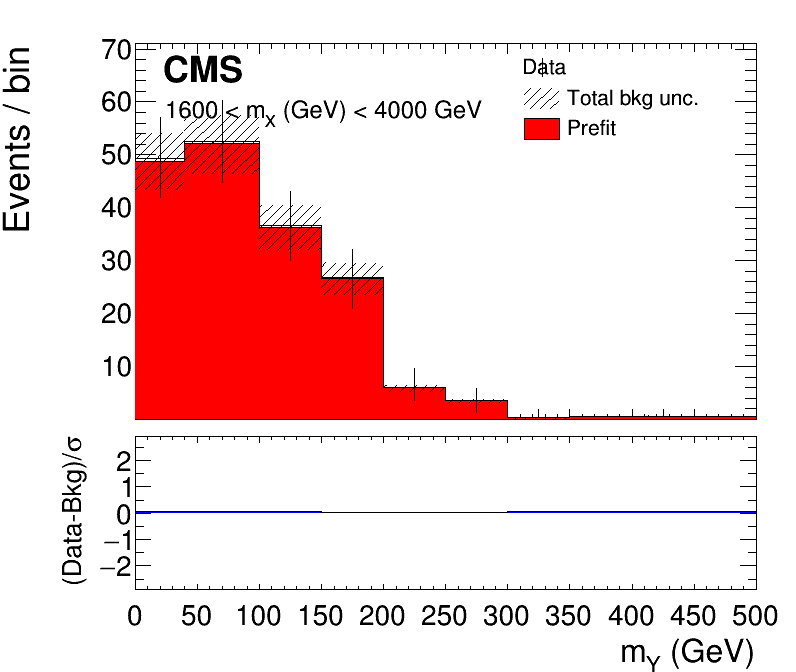 Events / bin
70
60
50
40
30
20
10
CMS
1600 < mX (GeV) < 4000 GeV
Data
Total bkg unc.
Prefit
(Data-Bkg)/σ
2
1
0
−1
−2
0 50 100 150 200 250 300 350 400 450 500
mY (GeV)